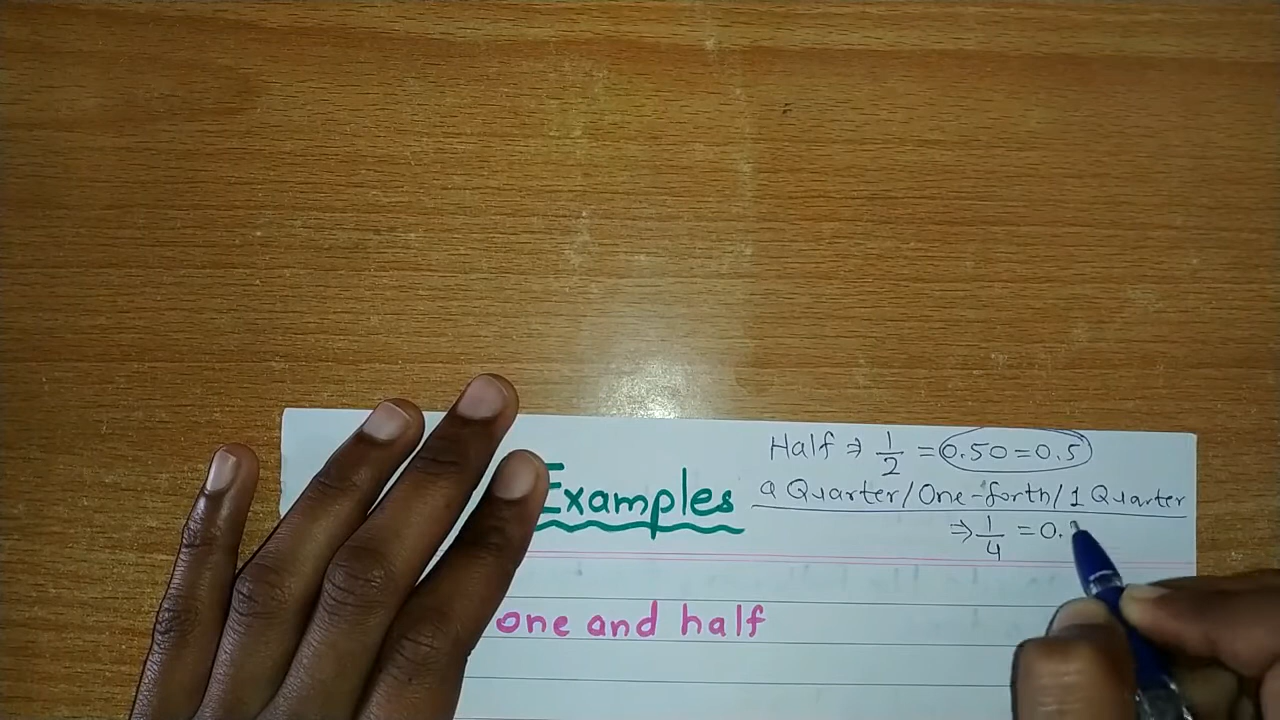 Half ⇒ 1/2 = 0.50 = 0.5
Examples
a Quarter/One-forth/1 Quarter
⇒ 1/4 = 0.
one and half